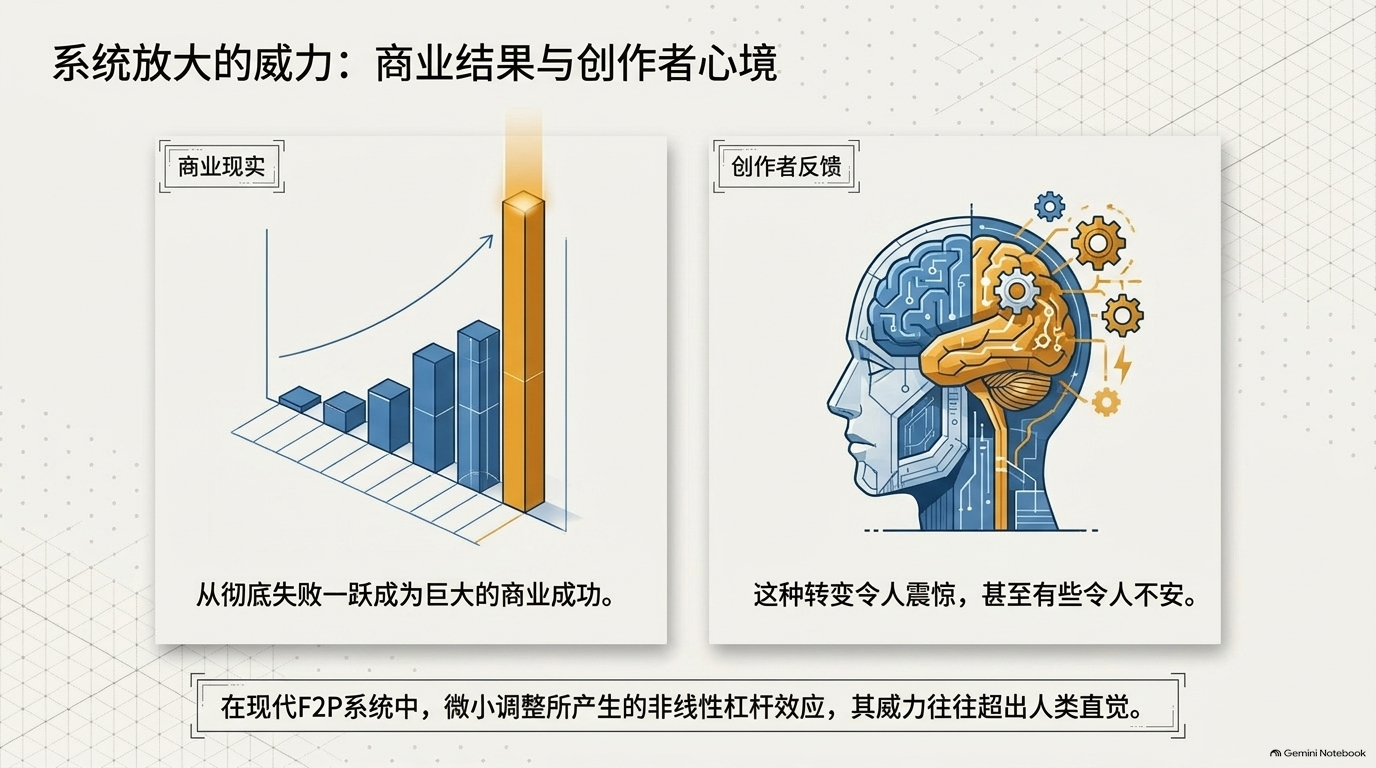 系统放大的威力：商业结果与创作者心境
商业现实
从彻底失败一跃成为巨大的商业成功。
创作者反馈
这种转变令人震惊，甚至有些令人不安。
在现代F2P系统中，微小调整所产生的非线性杠杆效应，其威力往往超出人类直觉。
Gemini Notebook